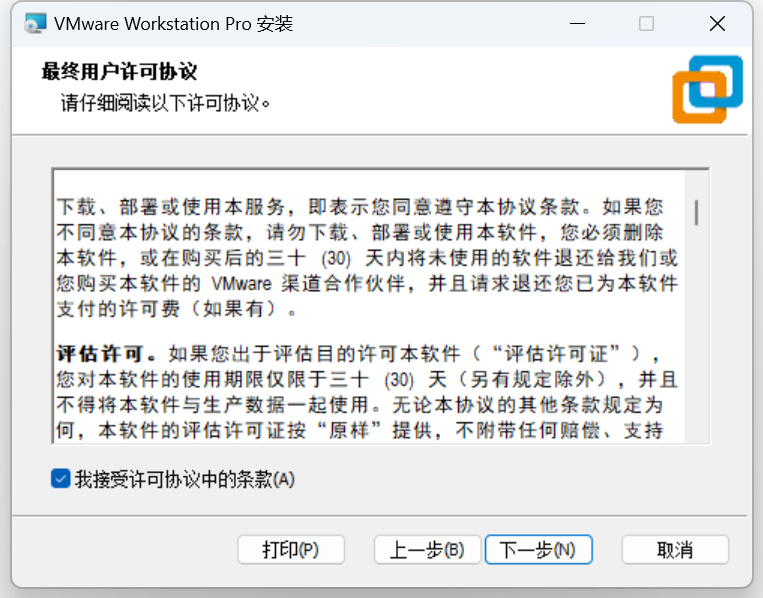 VMware Workstation Pro 安装
最终用户许可协议
请仔细阅读以下许可协议。
下载、部署或使用本服务，即表示您同意遵守本协议条款。如果您
不同意本协议的条款，请勿下载、部署或使用本软件，您必须删除
本软件，或在购买后的三十 (30) 天内将未使用的软件退还给我们或
您购买本软件的 VMware 渠道合作伙伴，并且请求退还您已为本软件
支付的许可费（如果有）。
评估许可。如果您出于评估目的许可本软件（“评估许可证”），
您对本软件的使用期限仅限于三十 (30) 天（另有规定除外），并且
不得将本软件与生产数据一起使用。无论本协议的其他条款规定为
何，本软件的评估许可证按“原样”提供，不附带任何赔偿、支持
我接受许可协议中的条款(A)
打印(P) 上一步(B) 下一步(N) 取消